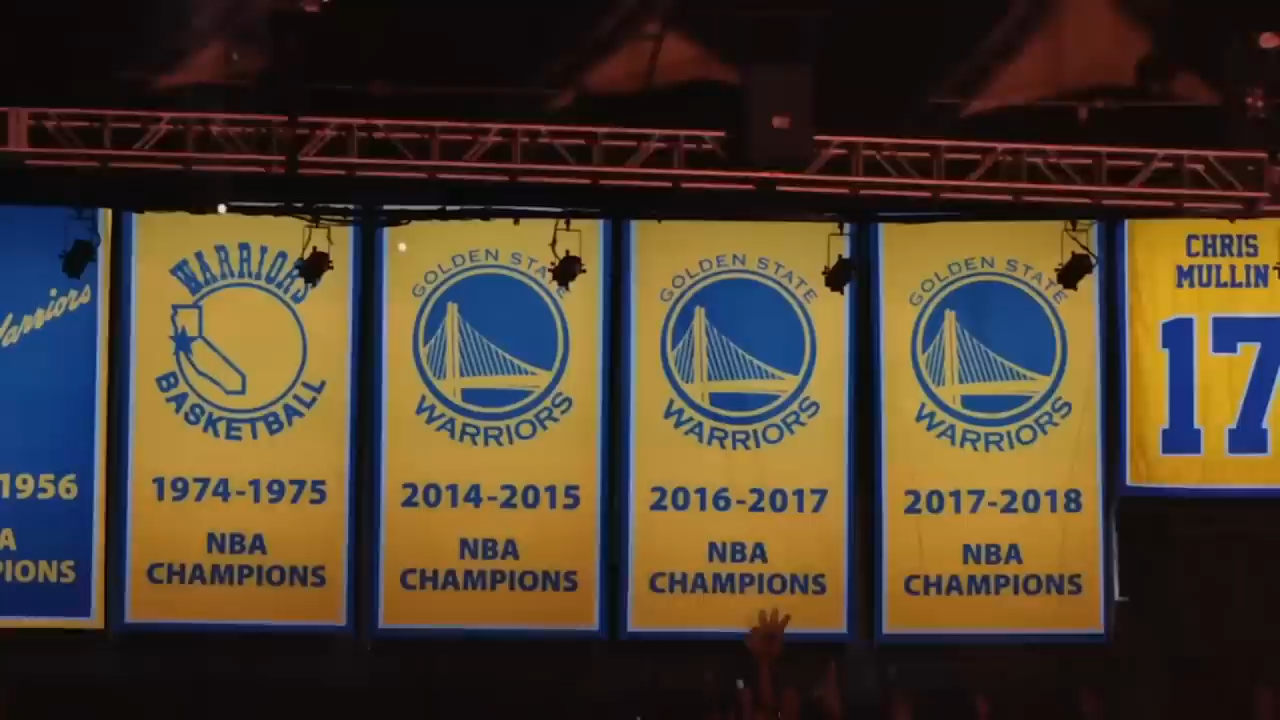 Warriors
1956
PIONS
WARRIORS
BASKETBALL
1974-1975
NBA
CHAMPIONS
GOLDEN STATE
WARRIORS
2014-2015
NBA
CHAMPIONS
GOLDEN STATE
WARRIORS
2016-2017
NBA
CHAMPIONS
GOLDEN STATE
WARRIORS
2017-2018
NBA
CHAMPIONS
CHRIS
MULLIN
17